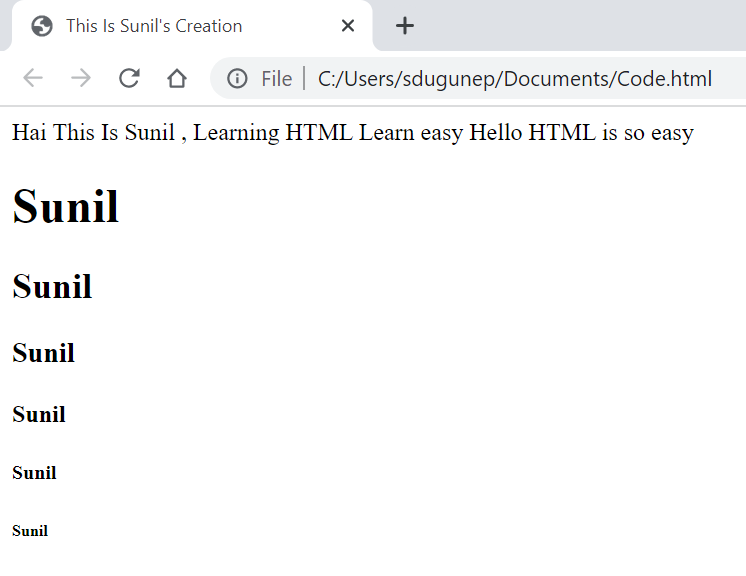 This Is Sunil's Creation
File C:/Users/sdugunep/Documents/Code.html
Hai This Is Sunil , Learning HTML Learn easy Hello HTML is so easy
Sunil
Sunil
Sunil
Sunil
Sunil
Sunil